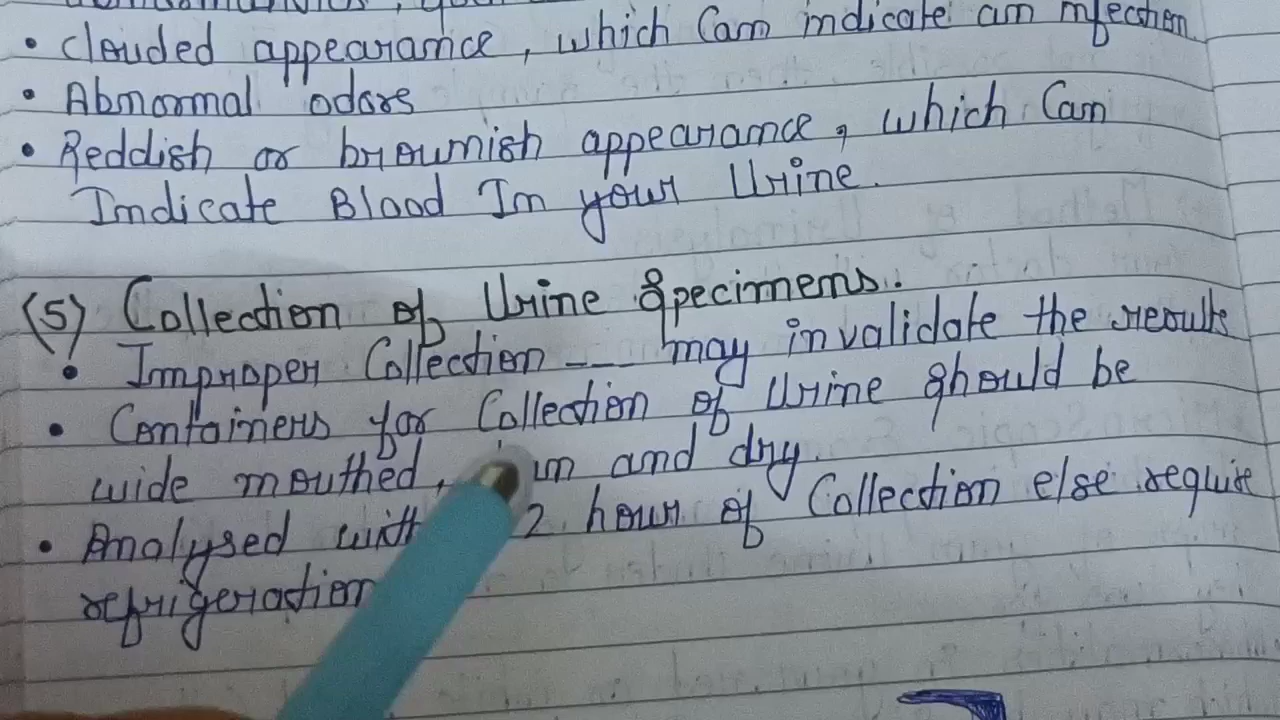 • Clouded appearance, which Can indicate an nfection
• Abnormal odors
• Reddish or brownish appearance, which Can
Indicate Blood In your Urine.
(5) Collection of Urine Specimens.
• Improper Collection --- may invalidate the results
• Containers for Collection of Urine should be
wide mouthed, and dry.
• Analysed 2 hour of Collection else require
refrigeration